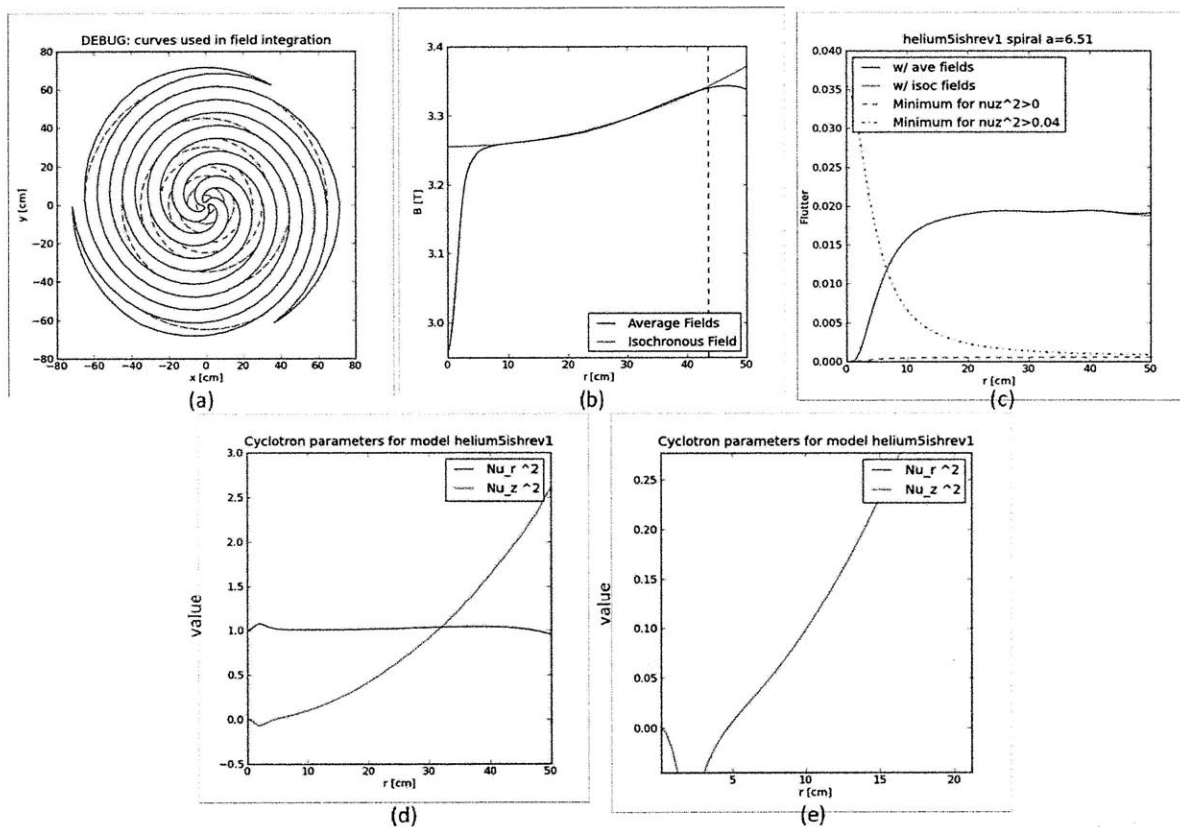 DEBUG: curves used in field integration
80
60
40
20
0
−20
−40
−60
−80
y [cm]
−80 −60 −40 −20 0 20 40 60 80
x [cm]
(a)
3.4
3.3
3.2
3.1
3.0
B [T]
Average Fields
Isochronous Field
0 10 20 30 40 50
r [cm]
(b)
helium5ishrev1 spiral a=6.51
0.040
0.035
0.030
0.025
0.020
0.015
0.010
0.005
0.000
Flutter
w/ ave fields
w/ isoc fields
Minimum for nuz^2>0
Minimum for nuz^2>0.04
0 10 20 30 40 50
r [cm]
(c)
Cyclotron parameters for model helium5ishrev1
3.0
2.5
2.0
1.5
1.0
0.5
0.0
−0.5
value
Nu_r ^2
Nu_z ^2
0 10 20 30 40 50
r [cm]
(d)
Cyclotron parameters for model helium5ishrev1
0.25
0.20
0.15
0.10
0.05
0.00
value
Nu_r ^2
Nu_z ^2
5 10 15 20
r [cm]
(e)